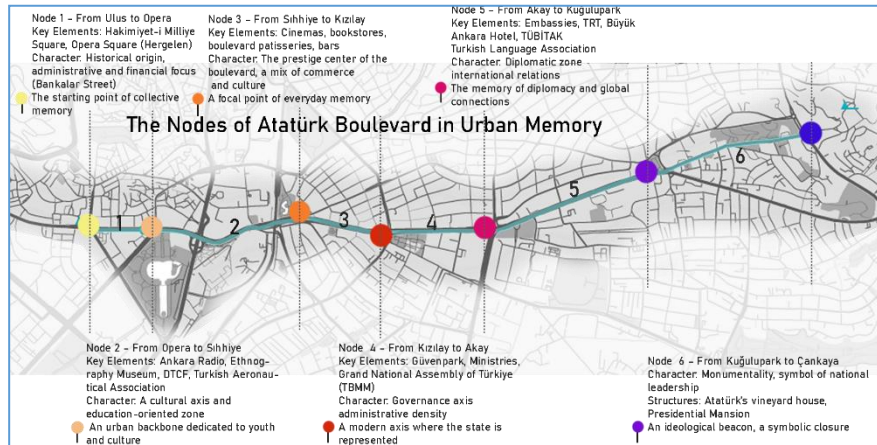 Node 1 – From Ulus to Opera
Key Elements: Hakimiyet-i Milliye
Square, Opera Square (Hergelen)
Character: Historical origin,
administrative and financial focus
(Bankalar Street)
The starting point of collective
memory
Node 3 – From Sıhhiye to Kızılay
Key Elements: Cinemas, bookstores,
boulevard patisseries, bars
Character: The prestige center of the
boulevard, a mix of commerce
and culture
A focal point of everyday memory
Node 5 – From Akay to Kuğulupark
Key Elements: Embassies, TRT, Büyük
Ankara Hotel, TÜBİTAK
Turkish Language Association
Character: Diplomatic zone
international relations
The memory of diplomacy and global
connections
The Nodes of Atatürk Boulevard in Urban Memory
1
2
3
4
5
6
Node 2 – From Opera to Sıhhiye
Key Elements: Ankara Radio, Ethnog-
raphy Museum, DTCF, Turkish Aeronau-
tical Association
Character: A cultural axis and
education-oriented zone
An urban backbone dedicated to youth
and culture
Node 4 – From Kızılay to Akay
Key Elements: Güvenpark, Ministries,
Grand National Assembly of Türkiye
(TBMM)
Character: Governance axis
administrative density
A modern axis where the state is
represented
Node 6 – From Kuğulupark to Çankaya
Character: Monumentality, symbol of national
leadership
Structures: Atatürk's vineyard house,
Presidential Mansion
An ideological beacon, a symbolic closure